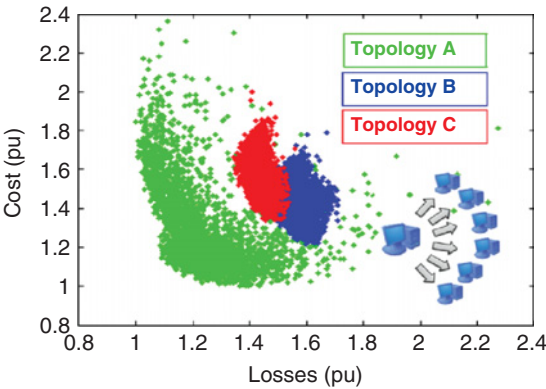 2.4
2.2
2
1.8
1.6
1.4
1.2
1
0.8
Cost (pu)
Topology A
Topology B
Topology C
0.8 1 1.2 1.4 1.6 1.8 2 2.2 2.4
Losses (pu)